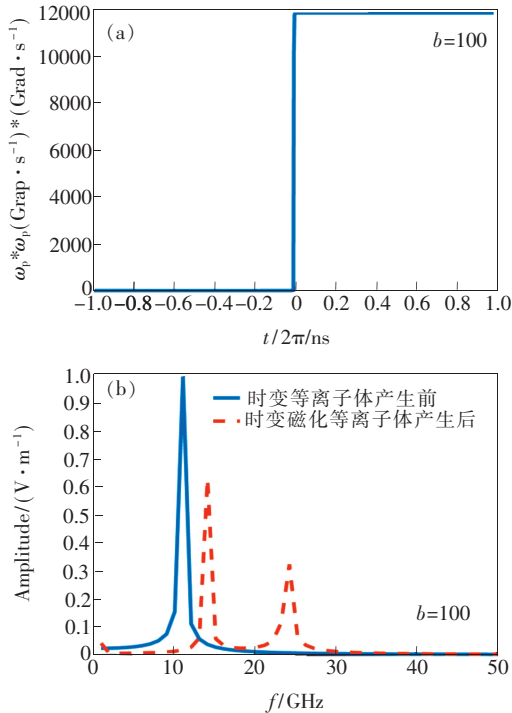 (a)
b=100
12000
10000
8000
6000
4000
2000
0
ωp*ωp(Grap·s⁻¹)*(Grad·s⁻¹)
-1.0 -0.8 -0.6 -0.4 -0.2 0 0.2 0.4 0.6 0.8 1.0
t/2π/ns
(b)
时变等离子体产生前
时变磁化等离子体产生后
b=100
1.0
0.9
0.8
0.7
0.6
0.5
0.4
0.3
0.2
0.1
0
Amplitude/(V·m⁻¹)
0 10 20 30 40 50
f/GHz